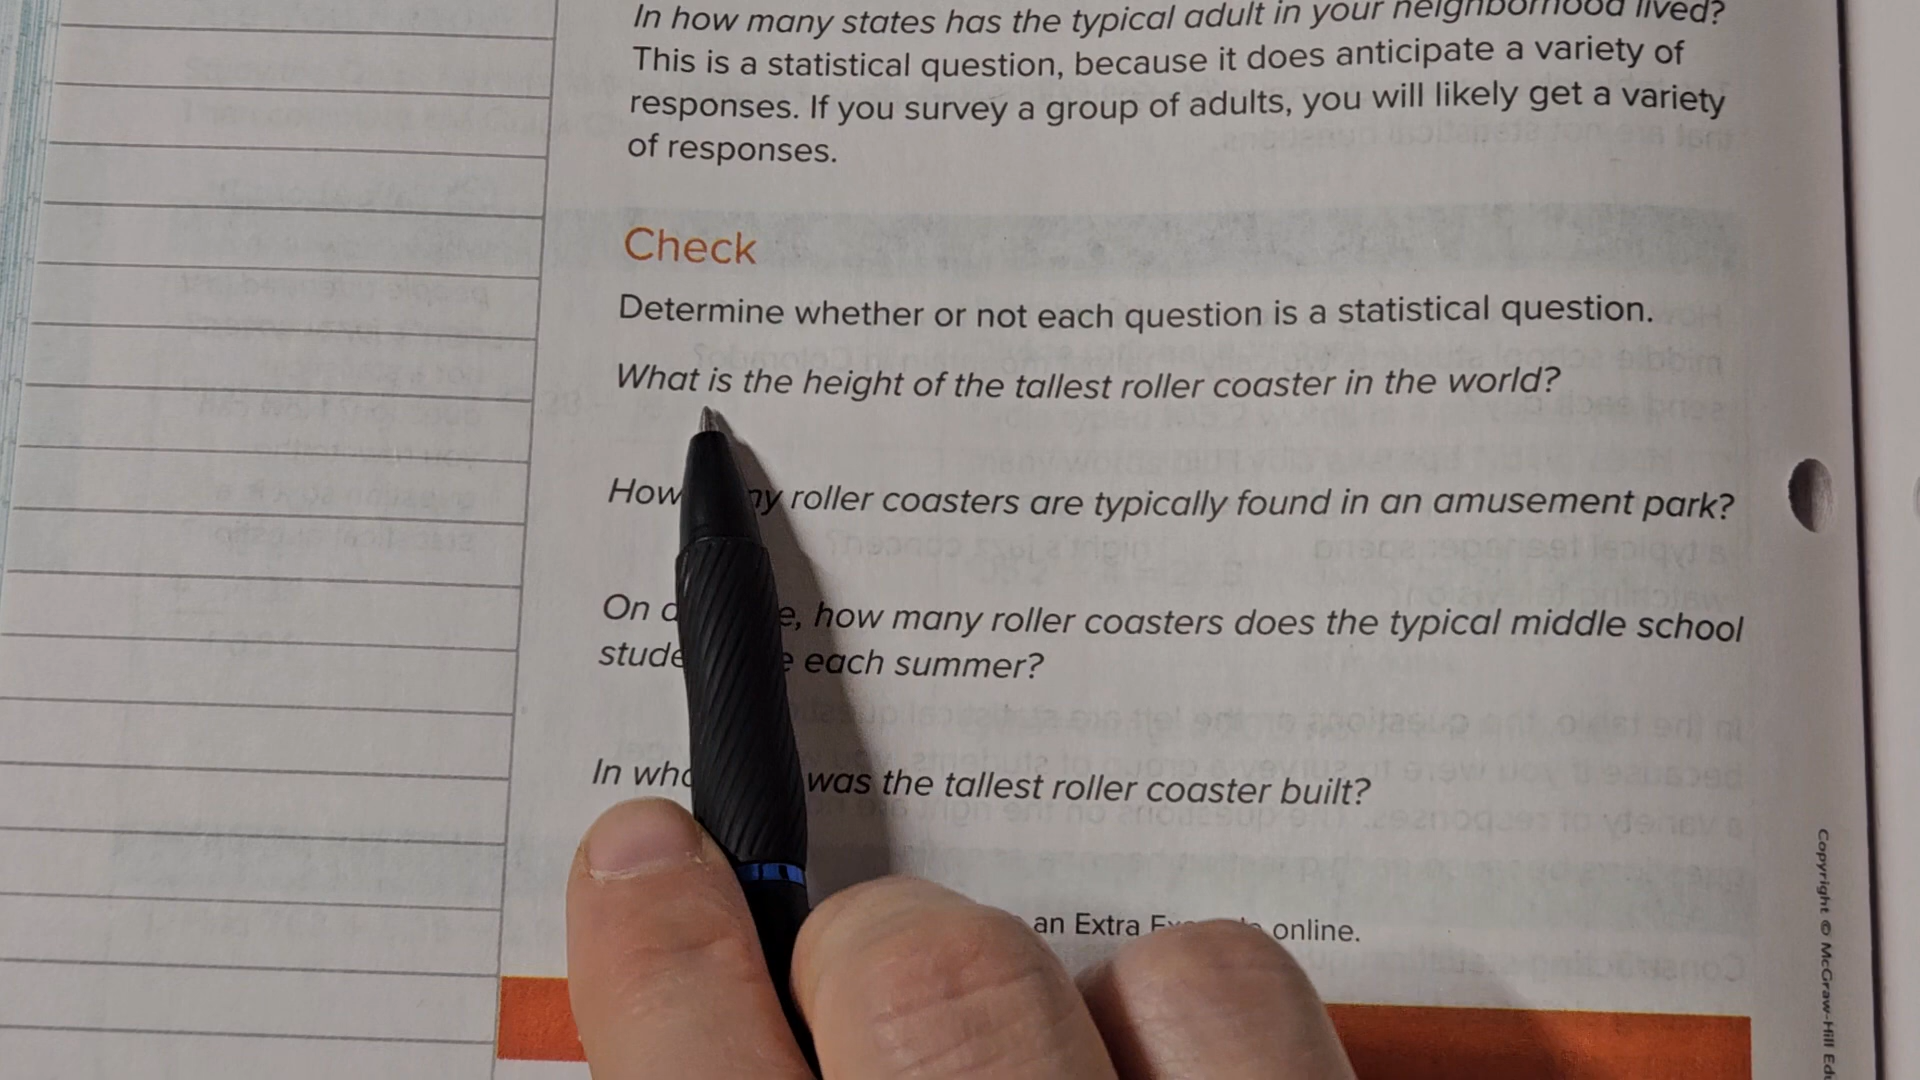 In how many states has the typical adult in your neighborhood lived?
This is a statistical question, because it does anticipate a variety of
responses. If you survey a group of adults, you will likely get a variety
of responses.
Check
Determine whether or not each question is a statistical question.
What is the height of the tallest roller coaster in the world?
How roller coasters are typically found in an amusement park?
On how many roller coasters does the typical middle school
each summer?
In was the tallest roller coaster built?
an Extra online.
Copyright © McGraw-Hill